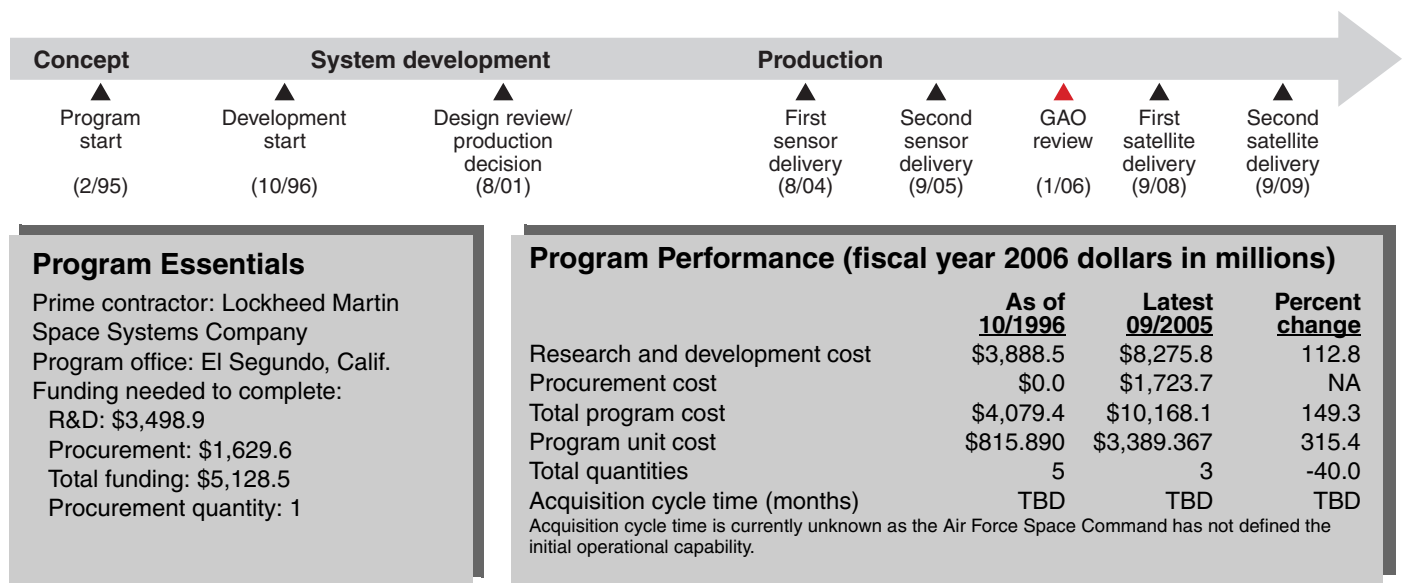 Concept System development Production
Program start (2/95)
Development start (10/96)
Design review/ production decision (8/01)
First sensor delivery (8/04)
Second sensor delivery (9/05)
GAO review (1/06)
First satellite delivery (9/08)
Second satellite delivery (9/09)
Program Essentials
Prime contractor: Lockheed Martin
Space Systems Company
Program office: El Segundo, Calif.
Funding needed to complete:
R&D: $3,498.9
Procurement: $1,629.6
Total funding: $5,128.5
Procurement quantity: 1
Program Performance (fiscal year 2006 dollars in millions)
As of Latest Percent
10/1996 09/2005 change
Research and development cost $3,888.5 $8,275.8 112.8
Procurement cost $0.0 $1,723.7 NA
Total program cost $4,079.4 $10,168.1 149.3
Program unit cost $815.890 $3,389.367 315.4
Total quantities 5 3 -40.0
Acquisition cycle time (months) TBD TBD TBD
Acquisition cycle time is currently unknown as the Air Force Space Command has not defined the
initial operational capability.